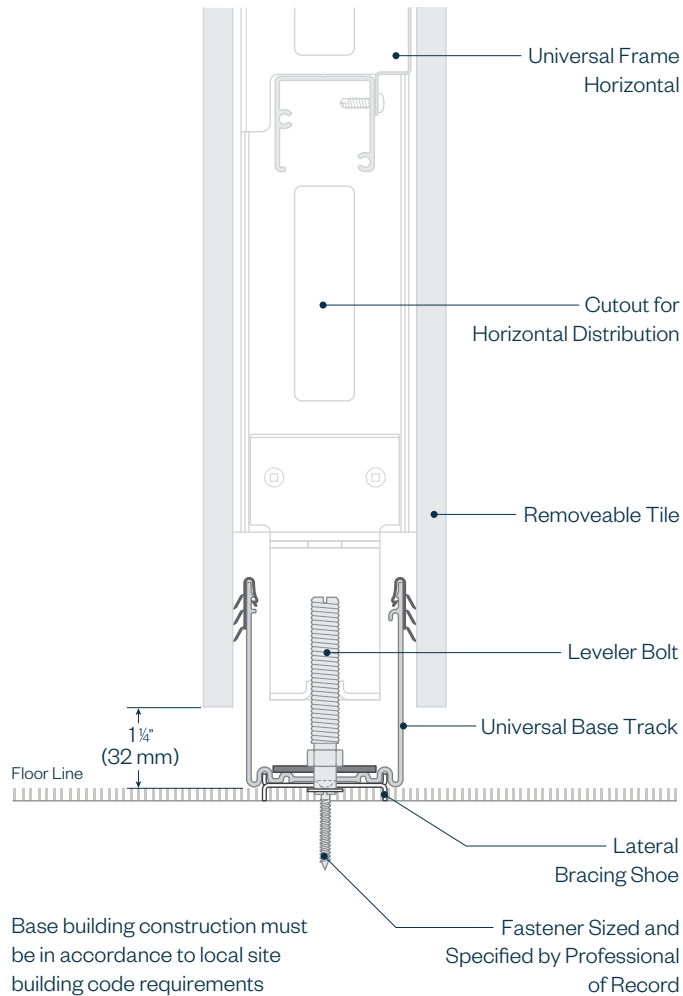 Universal Frame
Horizontal
Cutout for
Horizontal Distribution
Removeable Tile
Leveler Bolt
Universal Base Track
1¼"
(32 mm)
Floor Line
Lateral
Bracing Shoe
Fastener Sized and
Specified by Professional
of Record
Base building construction must
be in accordance to local site
building code requirements